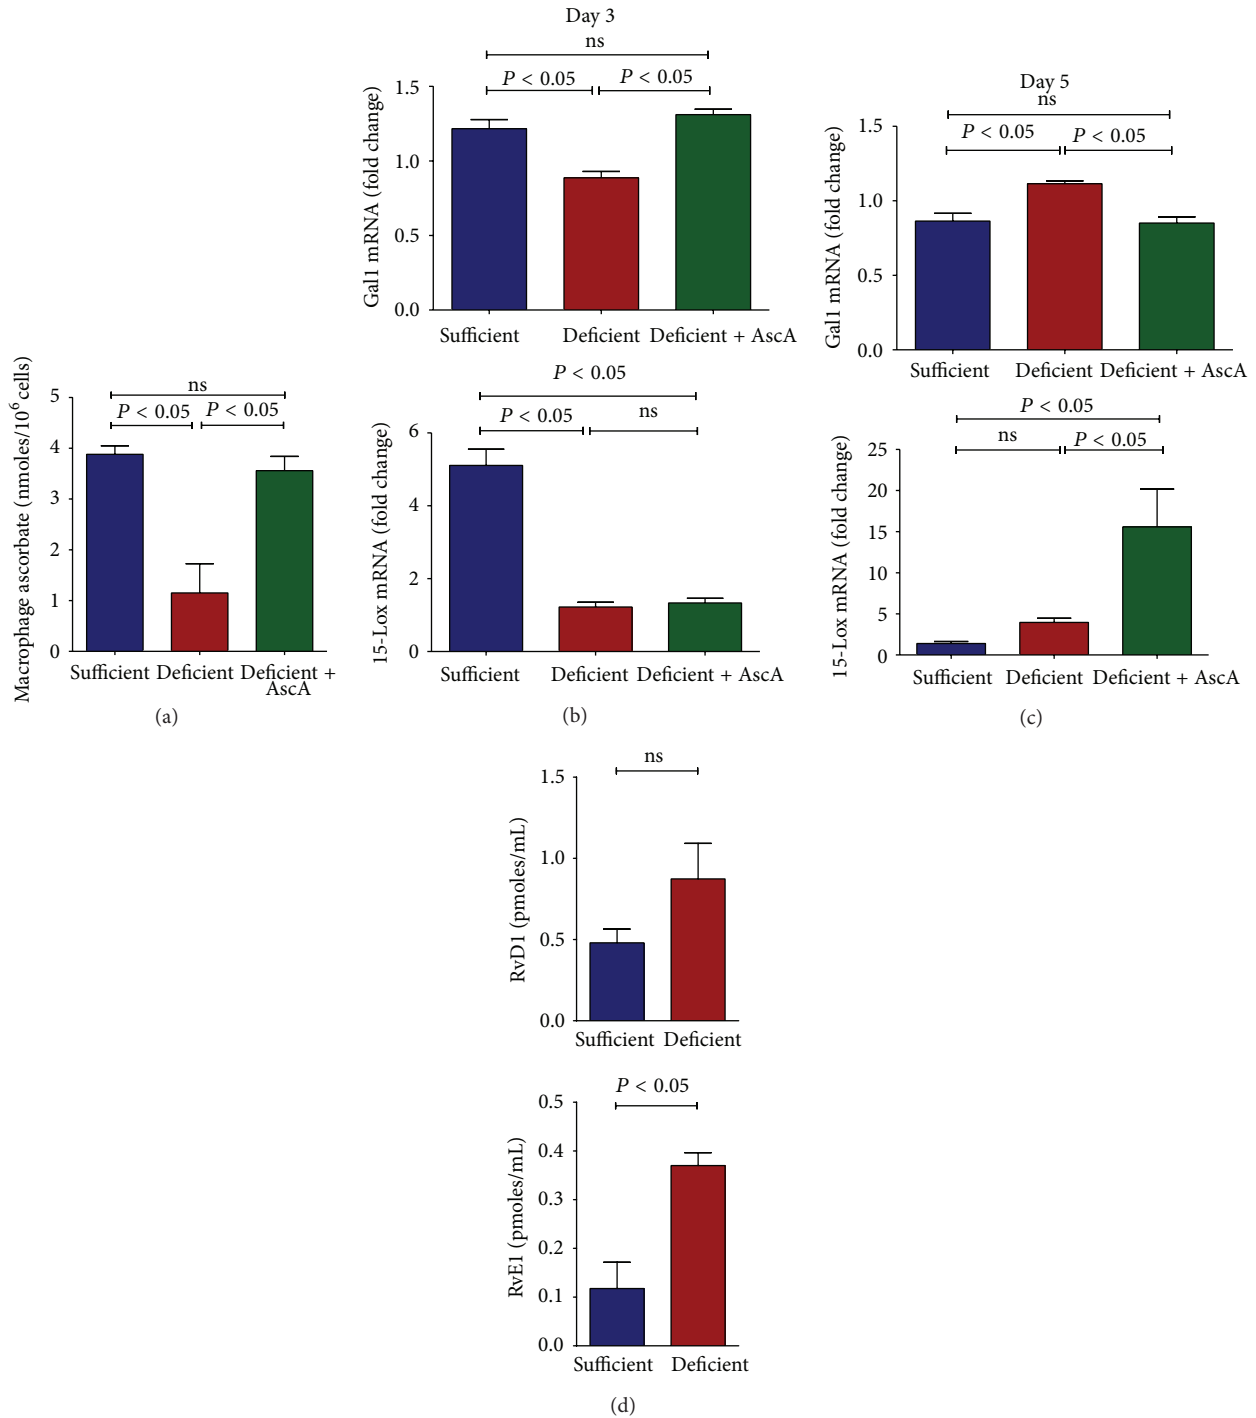 Day 3
ns
P < 0.05
P < 0.05
Gal1 mRNA (fold change)
1.5
1.0
0.5
0.0
Sufficient
Deficient
Deficient + AscA
Day 5
ns
P < 0.05
P < 0.05
Gal1 mRNA (fold change)
1.5
1.0
0.5
0.0
Sufficient
Deficient
Deficient + AscA
ns
P < 0.05
P < 0.05
Macrophage ascorbate (nmoles/10⁶ cells)
5
4
3
2
1
0
Sufficient
Deficient
Deficient +
AscA
(a)
P < 0.05
P < 0.05
ns
15-Lox mRNA (fold change)
6
4
2
0
Sufficient
Deficient
Deficient + AscA
(b)
P < 0.05
ns
P < 0.05
15-Lox mRNA (fold change)
25
20
15
10
5
0
Sufficient
Deficient
Deficient + AscA
(c)
ns
RvD1 (pmoles/mL)
1.5
1.0
0.5
0.0
Sufficient
Deficient
P < 0.05
RvE1 (pmoles/mL)
0.5
0.4
0.3
0.2
0.1
0.0
Sufficient
Deficient
(d)